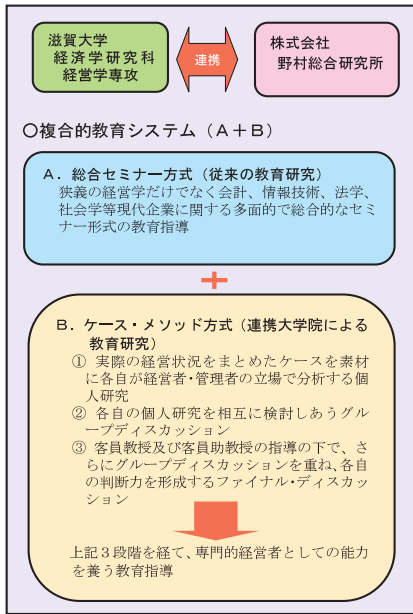 滋賀大学
経済学研究科
経営学専攻
連携
株式会社
野村総合研究所
○複合的教育システム(A+B)
A. 総合セミナー方式(従来の教育研究)
狭義の経営学だけでなく会計、情報技術、法学、
社会学等現代企業に関する多面的で総合的なセミ
ナー形式の教育指導
+
B. ケース・メソッド方式(連携大学院による
教育研究)
① 実際の経営状況をまとめたケースを素材
に各自が経営者・管理者の立場で分析する個
人研究
② 各自の個人研究を相互に検討しあうグル
ープディスカッション
③ 客員教授及び客員助教授の指導の下で、さ
らにグループディスカッションを重ね、各自
の判断力を形成するファイナル・ディスカッ
ション
上記3段階を経て、専門的経営者としての能力
を養う教育指導